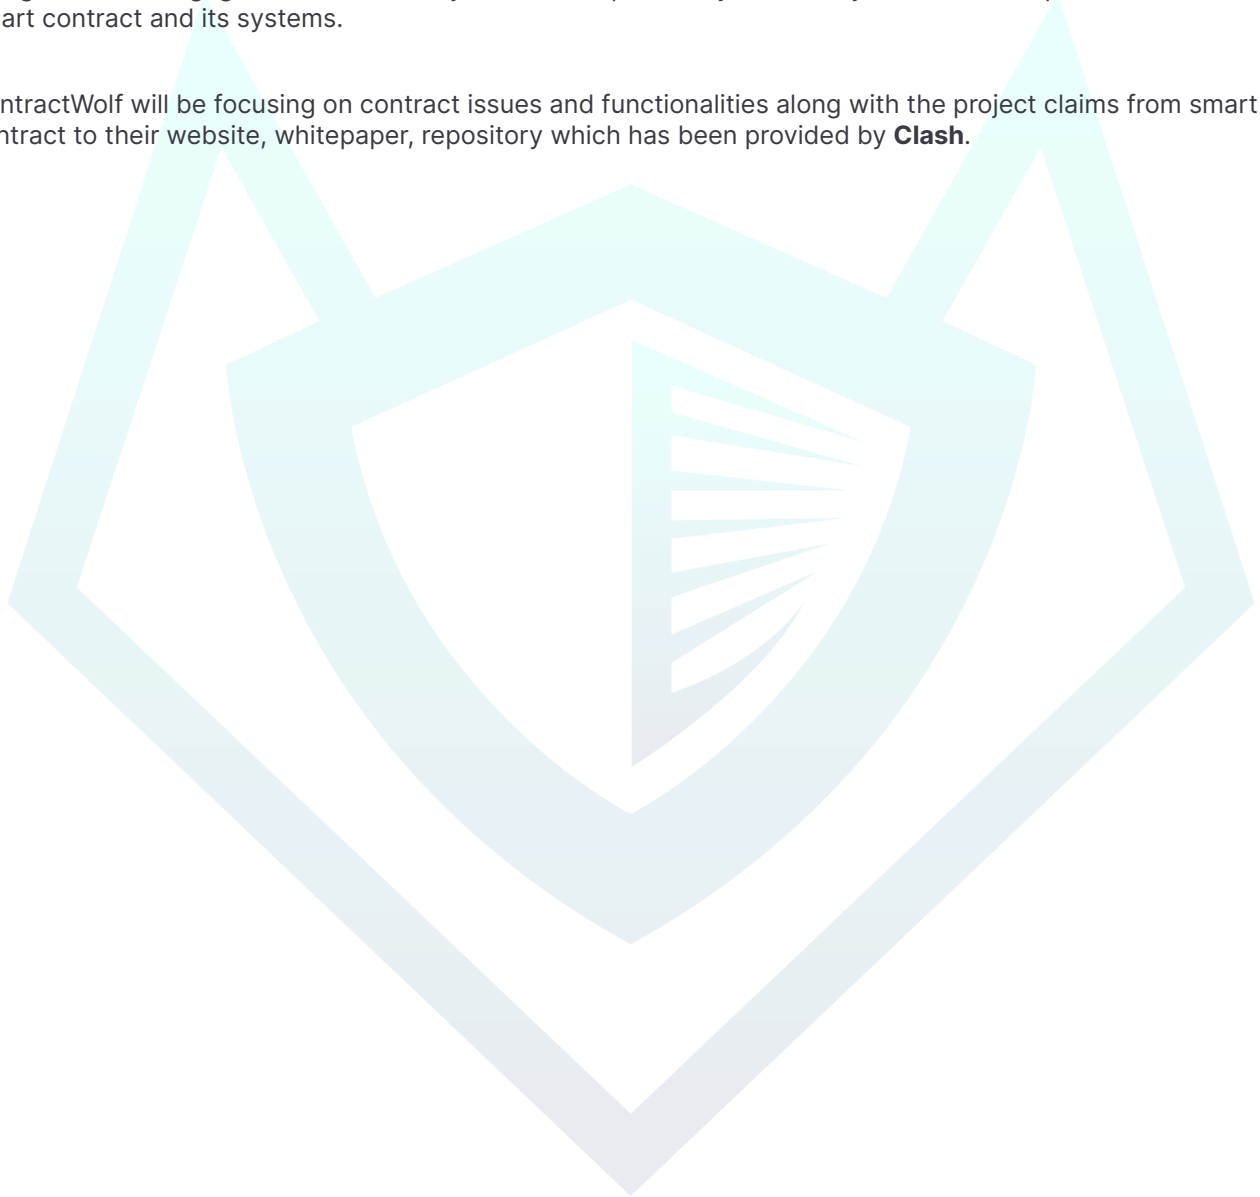 art contract and its systems.
ntractWolf will be focusing on contract issues and functionalities along with the project claims from smart
ntract to their website, whitepaper, repository which has been provided by Clash.